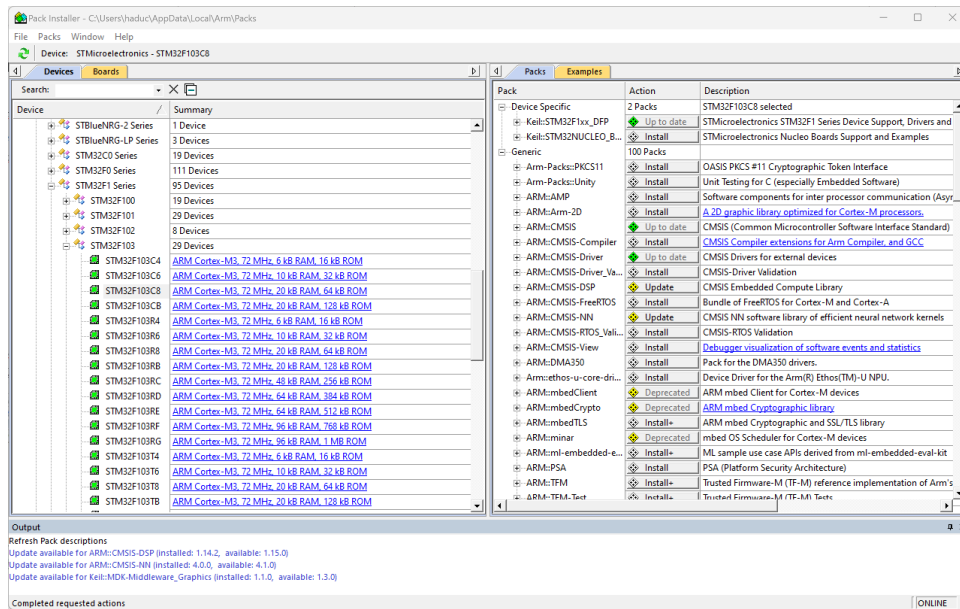 Pack Installer - C:\Users\haduc\AppData\Local\Arm\Packs
File Packs Window Help
Device: STMicroelectronics - STM32F103C8
Devices Boards
Search:
Device / Summary
STBlueNRG-2 Series 1 Device
STBlueNRG-LP Series 3 Devices
STM32C0 Series 19 Devices
STM32F0 Series 111 Devices
STM32F1 Series 95 Devices
STM32F100 19 Devices
STM32F101 29 Devices
STM32F102 8 Devices
STM32F103 29 Devices
STM32F103C4 ARM Cortex-M3, 72 MHz, 6 kB RAM, 16 kB ROM
STM32F103C6 ARM Cortex-M3, 72 MHz, 10 kB RAM, 32 kB ROM
STM32F103C8 ARM Cortex-M3, 72 MHz, 20 kB RAM, 64 kB ROM
STM32F103CB ARM Cortex-M3, 72 MHz, 20 kB RAM, 128 kB ROM
STM32F103R4 ARM Cortex-M3, 72 MHz, 6 kB RAM, 16 kB ROM
STM32F103R6 ARM Cortex-M3, 72 MHz, 10 kB RAM, 32 kB ROM
STM32F103R8 ARM Cortex-M3, 72 MHz, 20 kB RAM, 64 kB ROM
STM32F103RB ARM Cortex-M3, 72 MHz, 20 kB RAM, 128 kB ROM
STM32F103RC ARM Cortex-M3, 72 MHz, 48 kB RAM, 256 kB ROM
STM32F103RD ARM Cortex-M3, 72 MHz, 64 kB RAM, 384 kB ROM
STM32F103RE ARM Cortex-M3, 72 MHz, 64 kB RAM, 512 kB ROM
STM32F103RF ARM Cortex-M3, 72 MHz, 96 kB RAM, 768 kB ROM
STM32F103RG ARM Cortex-M3, 72 MHz, 96 kB RAM, 1 MB ROM
STM32F103T4 ARM Cortex-M3, 72 MHz, 6 kB RAM, 16 kB ROM
STM32F103T6 ARM Cortex-M3, 72 MHz, 10 kB RAM, 32 kB ROM
STM32F103T8 ARM Cortex-M3, 72 MHz, 20 kB RAM, 64 kB ROM
STM32F103TB ARM Cortex-M3, 72 MHz, 20 kB RAM, 128 kB ROM
Packs Examples
Pack Action Description
Device Specific 2 Packs STM32F103C8 selected
Keil::STM32F1xx_DFP Up to date STMicroelectronics STM32F1 Series Device Support, Drivers and
Keil::STM32NUCLEO_B... Install STMicroelectronics Nucleo Boards Support and Examples
Generic 100 Packs
Arm-Packs::PKCS11 Install OASIS PKCS #11 Cryptographic Token Interface
Arm-Packs::Unity Install Unit Testing for C (especially Embedded Software)
ARM::AMP Install Software components for inter processor communication (Asyr
ARM::Arm-2D Install A 2D graphic library optimized for Cortex-M processors.
ARM::CMSIS Up to date CMSIS (Common Microcontroller Software Interface Standard)
ARM::CMSIS-Compiler Install CMSIS Compiler extensions for Arm Compiler, and GCC
ARM::CMSIS-Driver Up to date CMSIS Drivers for external devices
ARM::CMSIS-Driver_Va... Install CMSIS-Driver Validation
ARM::CMSIS-DSP Update CMSIS Embedded Compute Library
ARM::CMSIS-FreeRTOS Install Bundle of FreeRTOS for Cortex-M and Cortex-A
ARM::CMSIS-NN Update CMSIS NN software library of efficient neural network kernels
ARM::CMSIS-RTOS_Vali... Install CMSIS-RTOS Validation
ARM::CMSIS-View Install Debugger visualization of software events and statistics
ARM::DMA350 Install Pack for the DMA350 drivers.
Arm::ethos-u-core-dri... Install Device Driver for the Arm(R) Ethos(TM)-U NPU.
ARM::mbedClient Deprecated ARM mbed Client for Cortex-M devices
ARM::mbedCrypto Deprecated ARM mbed Cryptographic library
ARM::mbedTLS Install+ ARM mbed Cryptographic and SSL/TLS library
ARM::minar Deprecated mbed OS Scheduler for Cortex-M devices
ARM::ml-embedded-e... Install+ ML sample use case APIs derived from ml-embedded-eval-kit
ARM::PSA Install PSA (Platform Security Architecture)
ARM::TFM Install+ Trusted Firmware-M (TF-M) reference implementation of Arm's
ARM::TFM-Test Install+ Trusted Firmware-M (TF-M) Tests
Output
Refresh Pack descriptions
Update available for ARM::CMSIS-DSP (installed: 1.14.2, available: 1.15.0)
Update available for ARM::CMSIS-NN (installed: 4.0.0, available: 4.1.0)
Update available for Keil::MDK-Middleware_Graphics (installed: 1.1.0, available: 1.3.0)
Completed requested actions
ONLINE